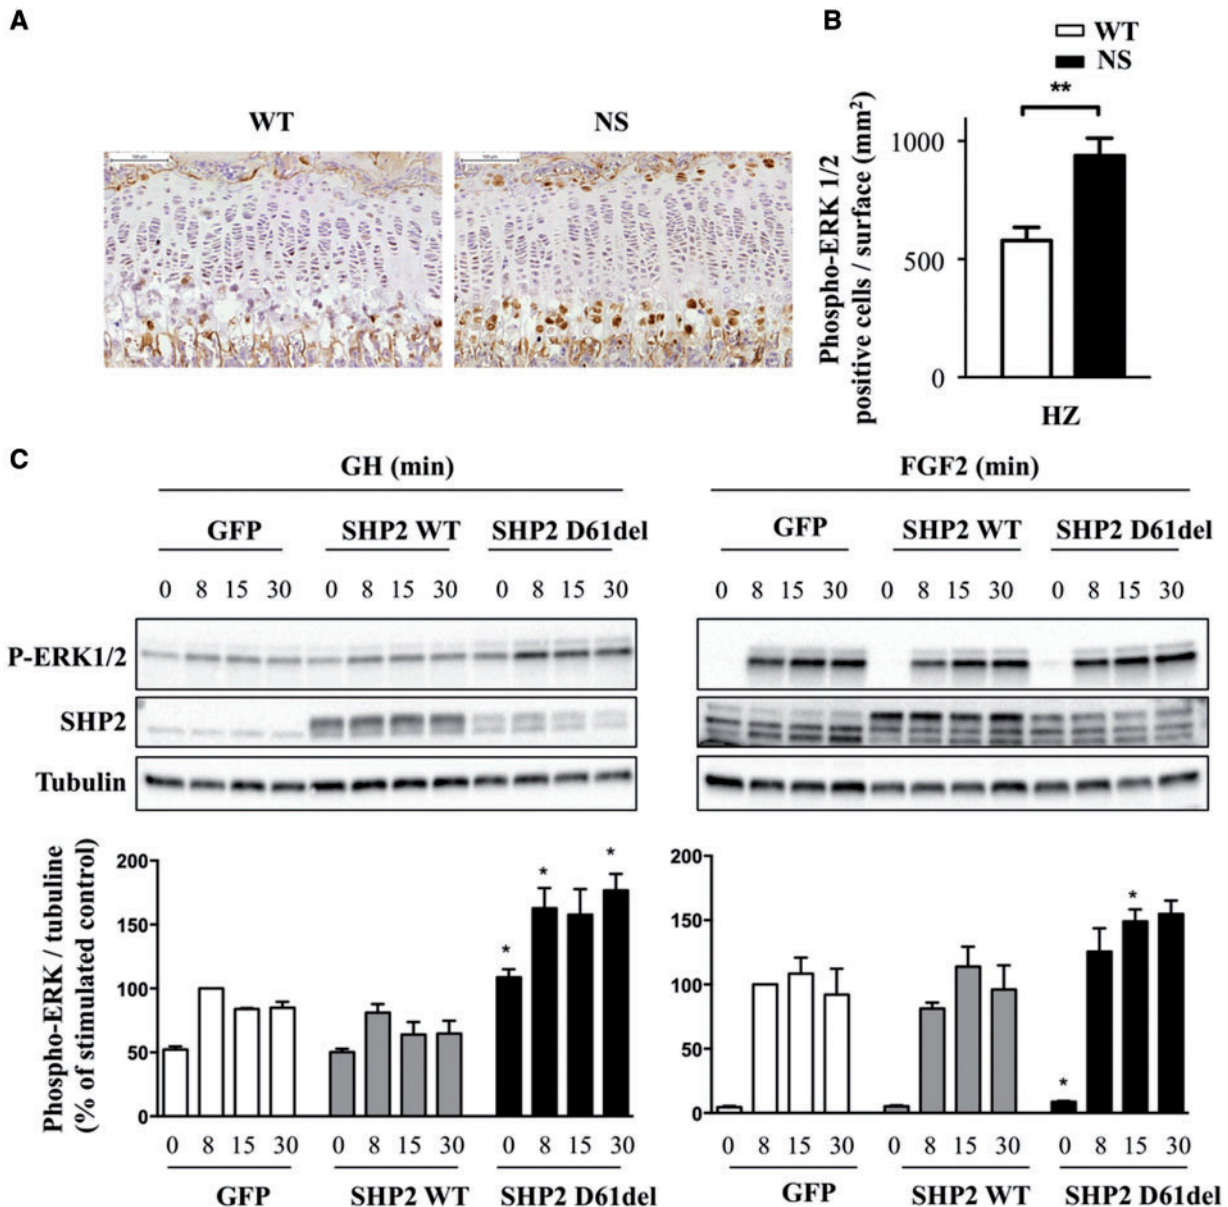 A
B
WT
NS
WT
NS
**
Phospho-ERK 1/2
positive cells / surface (mm²)
1000
500
0
HZ
C
GH (min)
FGF2 (min)
GFP SHP2 WT SHP2 D61del
GFP SHP2 WT SHP2 D61del
0 8 15 30 0 8 15 30 0 8 15 30
0 8 15 30 0 8 15 30 0 8 15 30
P-ERK1/2
SHP2
Tubulin
Phospho-ERK / tubuline
(% of stimulated control)
200
150
100
50
0
* * *
0 8 15 30 0 8 15 30 0 8 15 30
GFP SHP2 WT SHP2 D61del
200
150
100
50
0
* *
0 8 15 30 0 8 15 30 0 8 15 30
GFP SHP2 WT SHP2 D61del